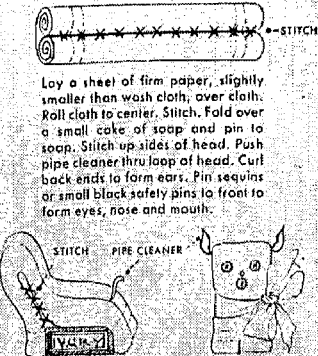 STITCH
Lay a sheet of firm paper, slightly
smaller than wash cloth, over cloth.
Roll cloth to center. Stitch. Fold over
a small cake of soap and pin to
soap. Stitch up sides of head. Push
pipe cleaner thru loop of head. Curl
back ends to form ears. Pin sequins
or small black safety pins to front to
form eyes, nose and mouth.
STITCH PIPE CLEANER